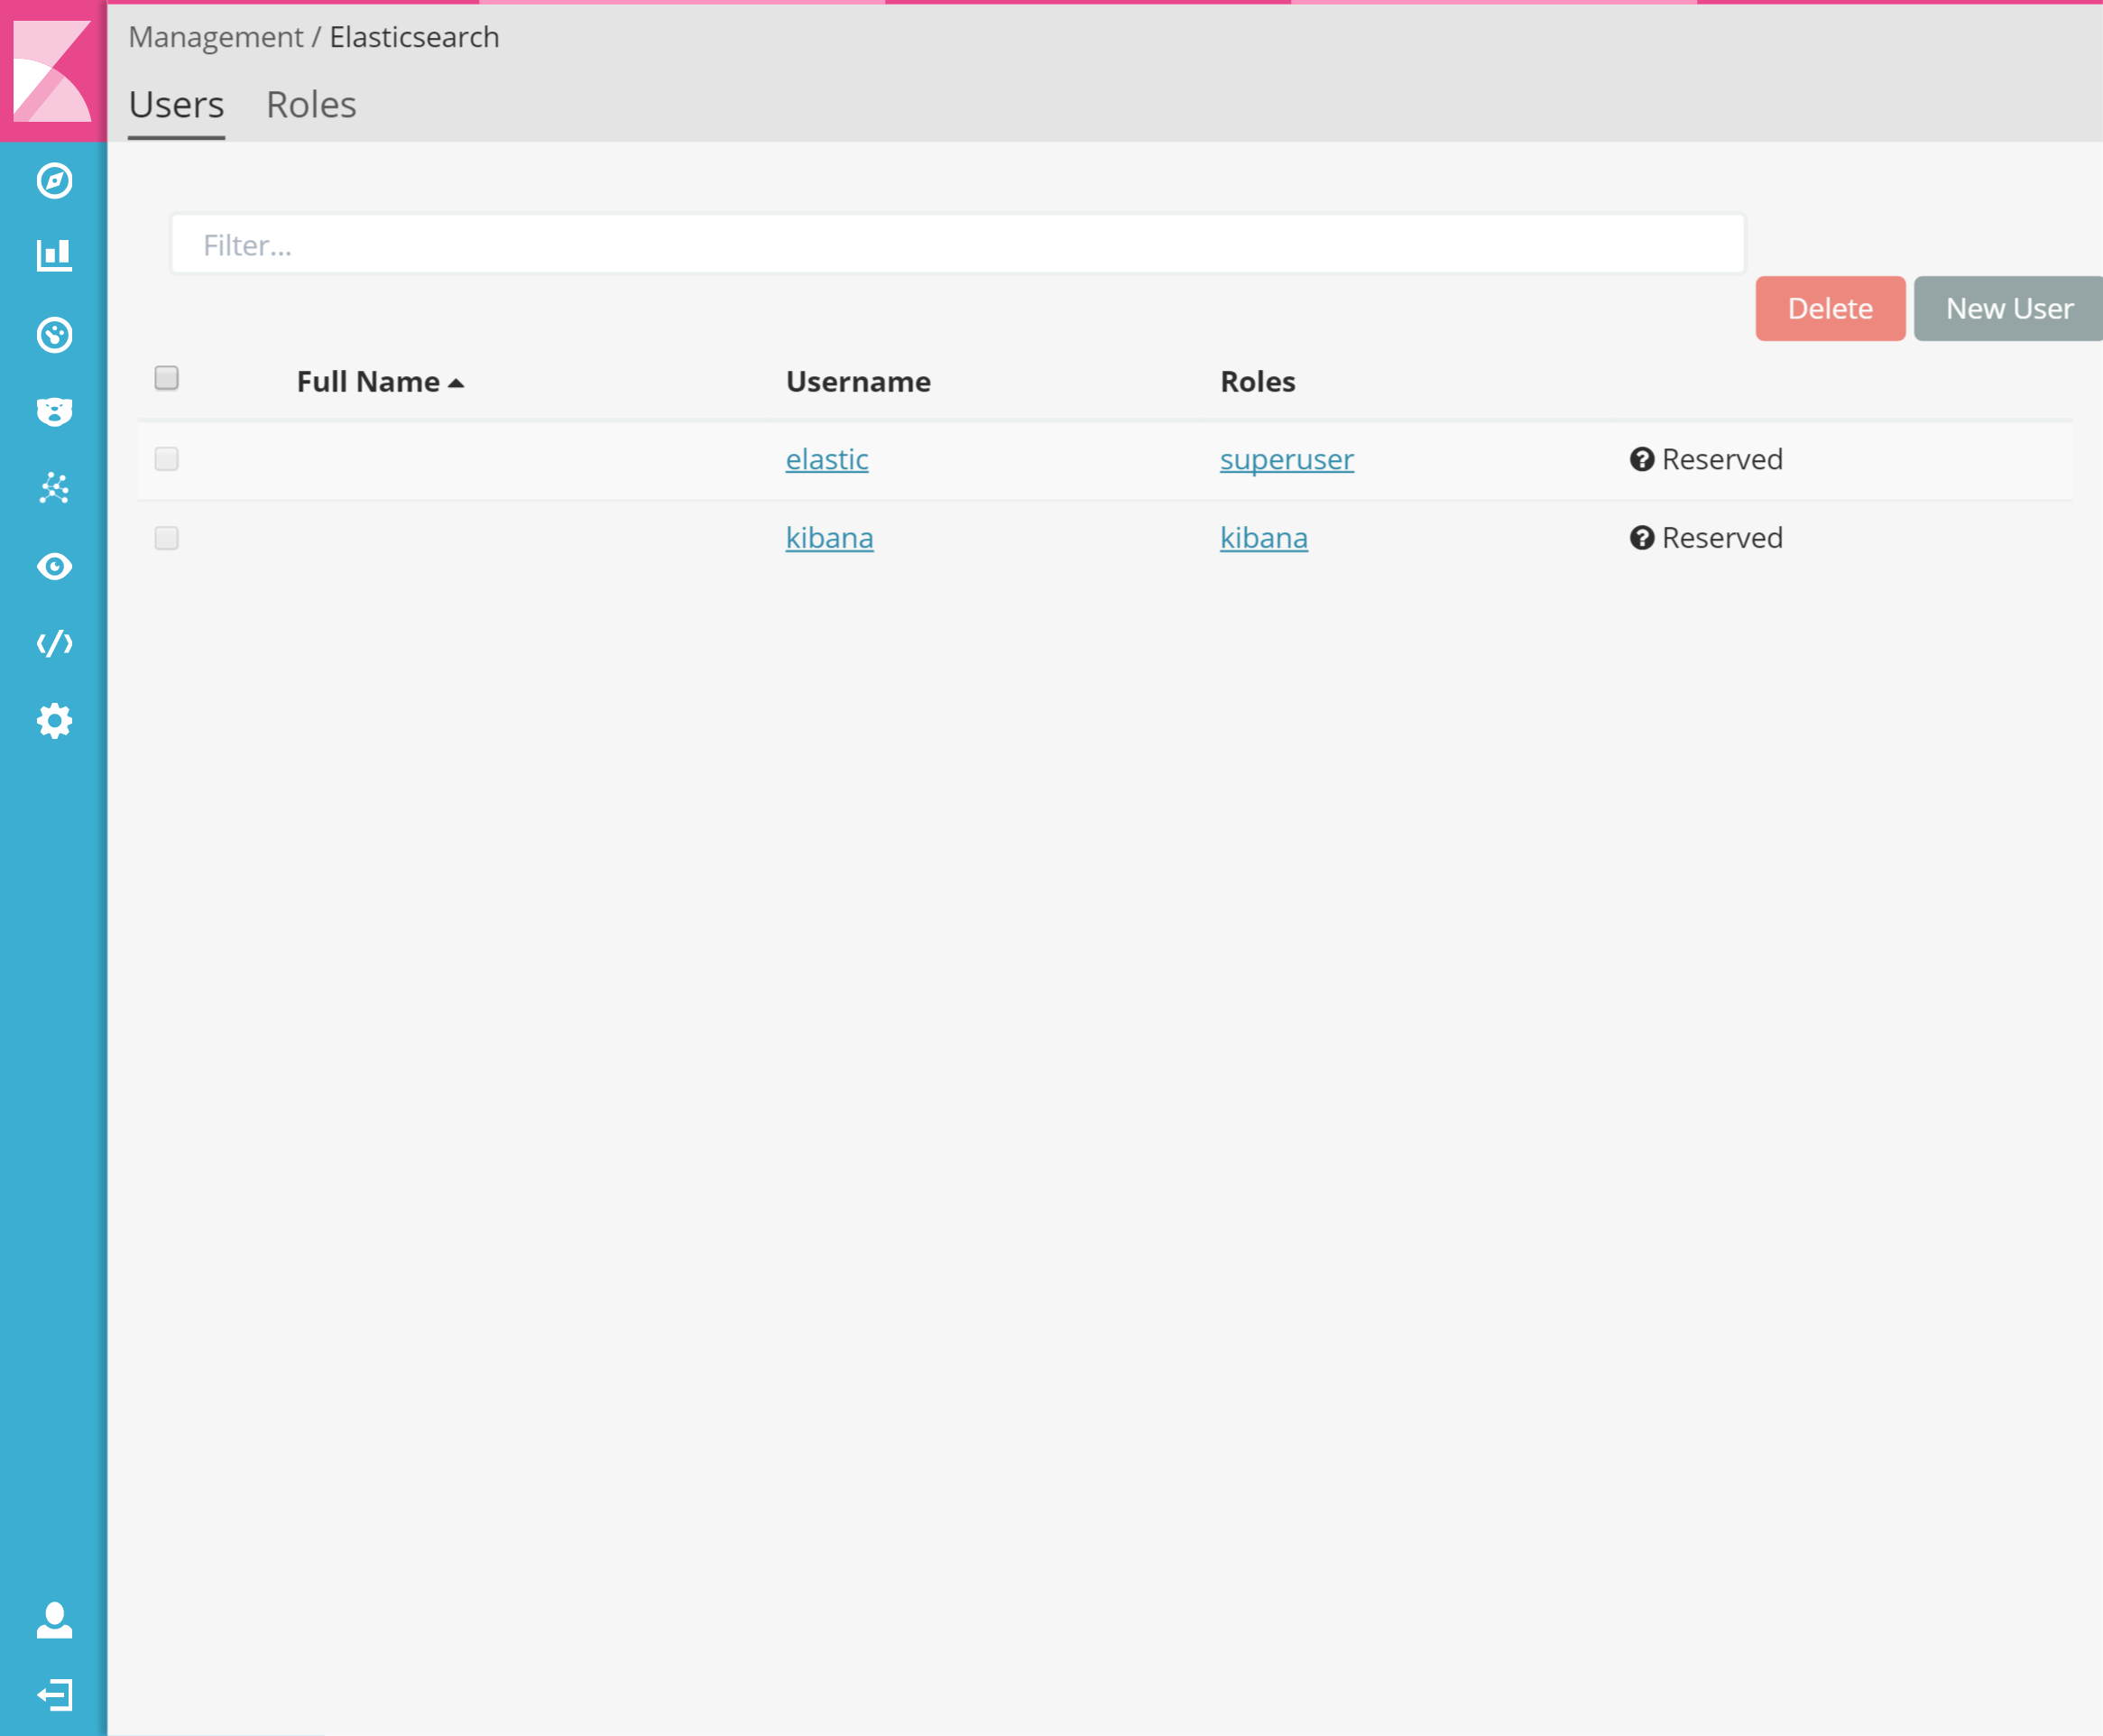 Management / Elasticsearch
Users Roles
Filter...
Delete New User
Full Name Username Roles
elastic superuser Reserved
kibana kibana Reserved